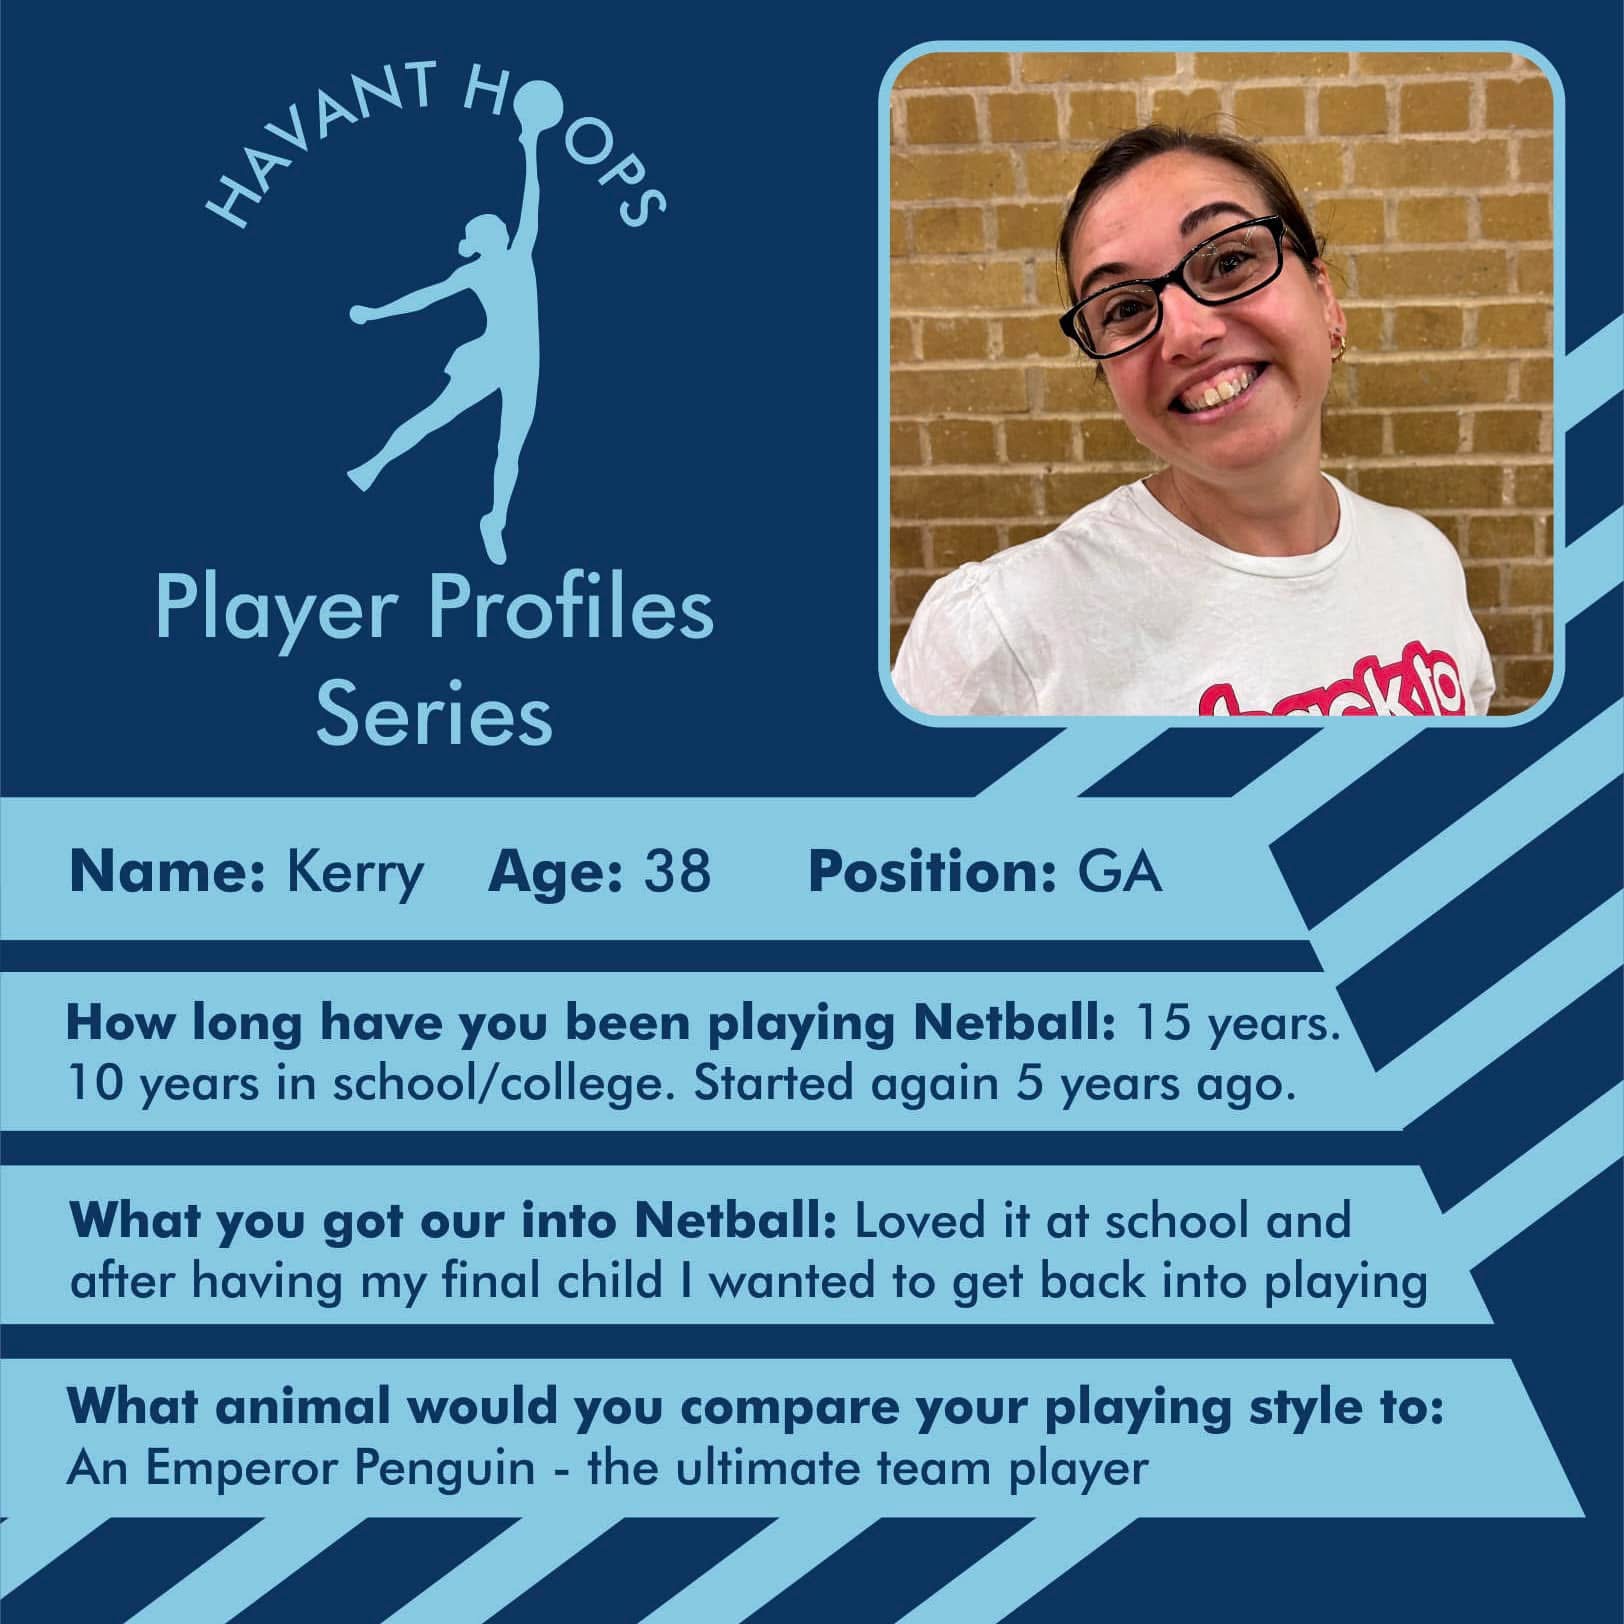 HAVANT HOOPS
Player Profiles
Series
back to
Name: Kerry Age: 38 Position: GA
How long have you been playing Netball: 15 years.
10 years in school/college. Started again 5 years ago.
What you got our into Netball: Loved it at school and
after having my final child I wanted to get back into playing
What animal would you compare your playing style to:
An Emperor Penguin - the ultimate team player